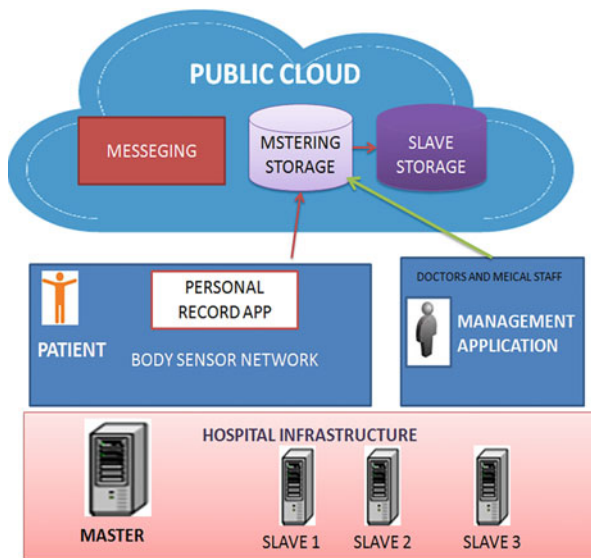 PUBLIC CLOUD
MESSEGING
MSTERING
STORAGE
SLAVE
STORAGE
PERSONAL
RECORD APP
PATIENT
BODY SENSOR NETWORK
DOCTORS AND MEICAL STAFF
MANAGEMENT
APPLICATION
HOSPITAL INFRASTRUCTURE
MASTER
SLAVE 1
SLAVE 2
SLAVE 3